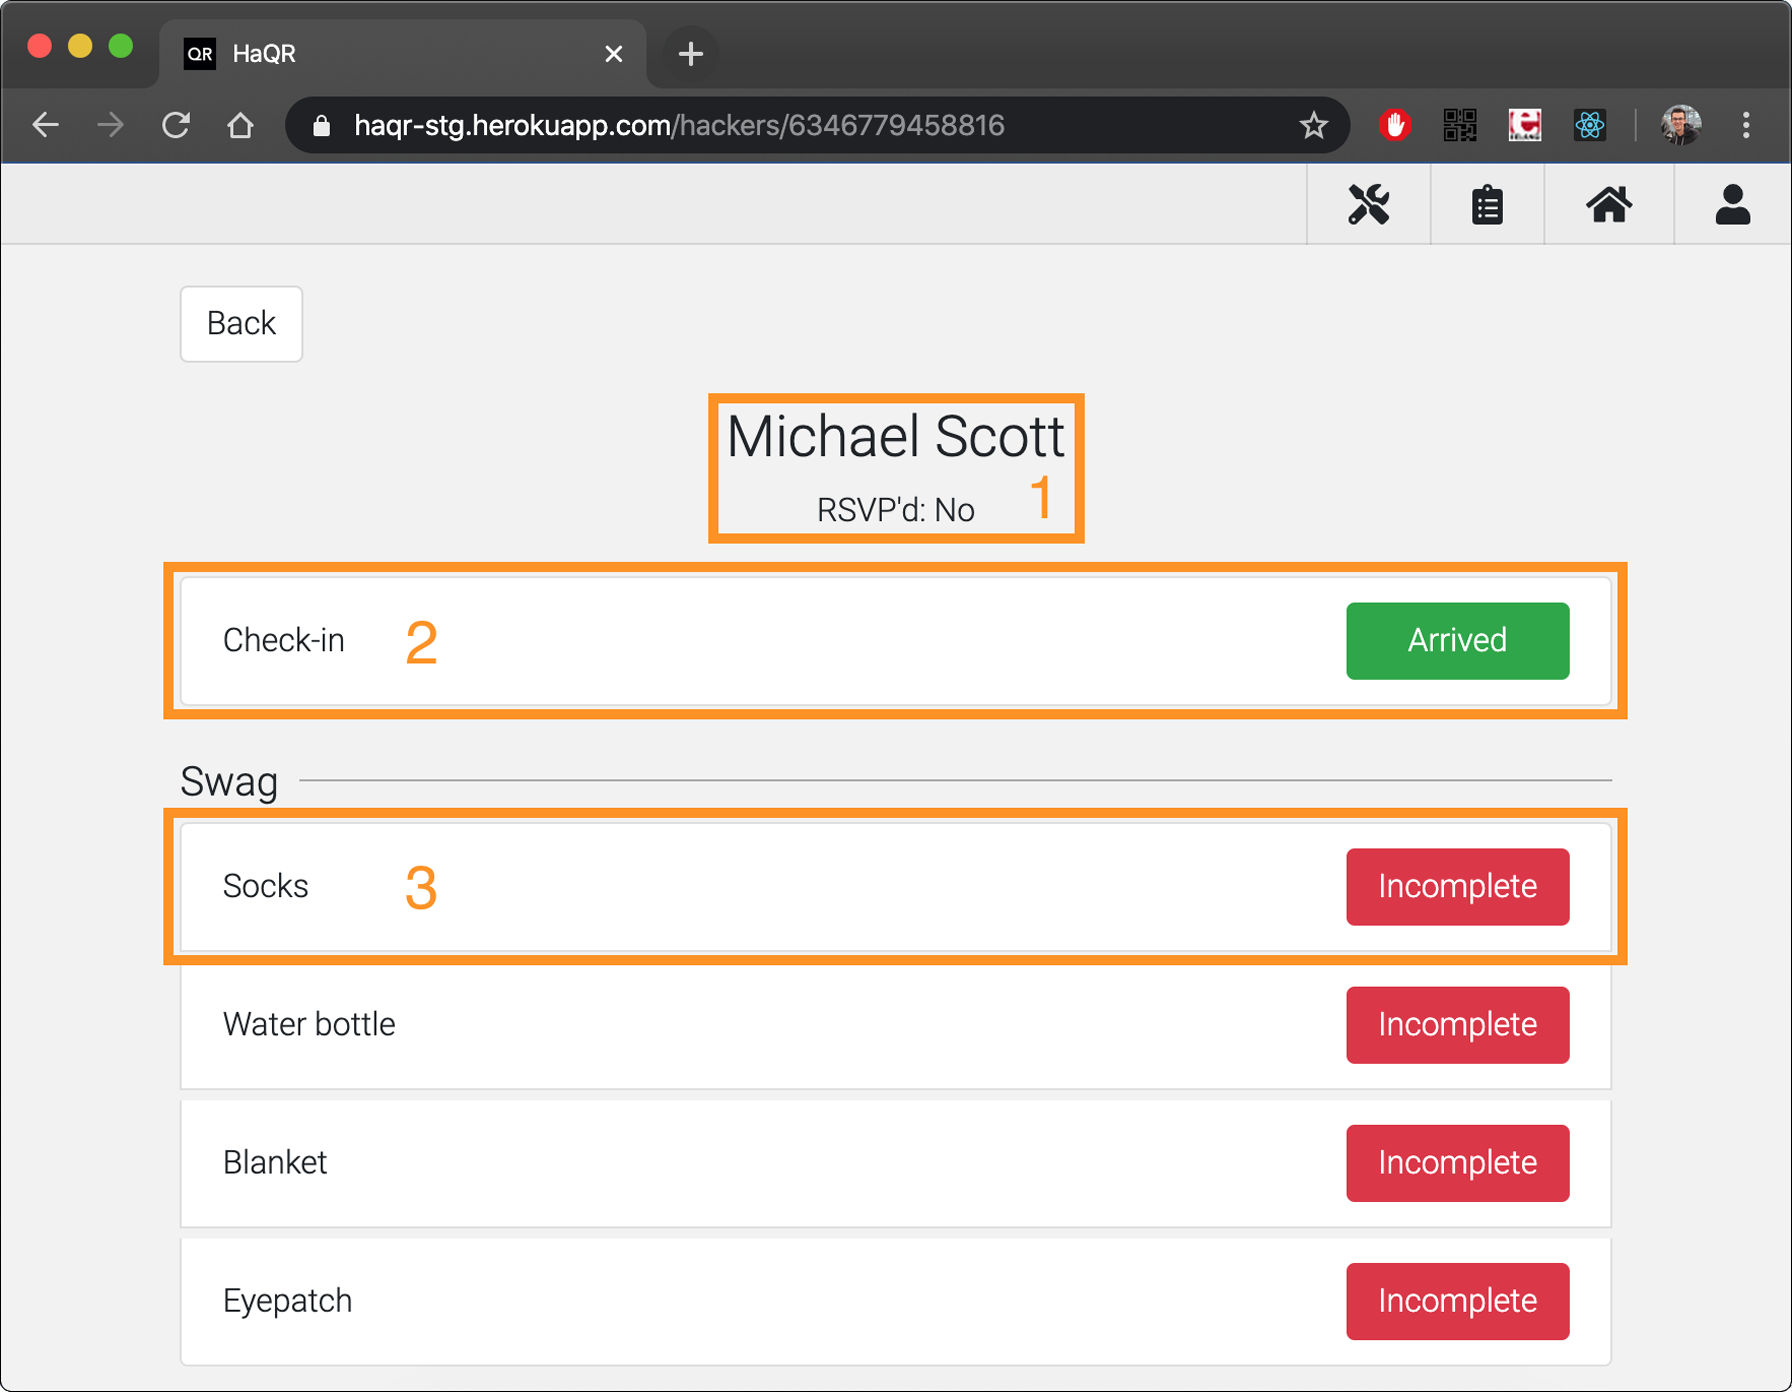 QR HaQR
haqr-stg.herokuapp.com/hackers/6346779458816
Back
Michael Scott
RSVP'd: No 1
Check-in 2 Arrived
Swag
Socks 3 Incomplete
Water bottle Incomplete
Blanket Incomplete
Eyepatch Incomplete